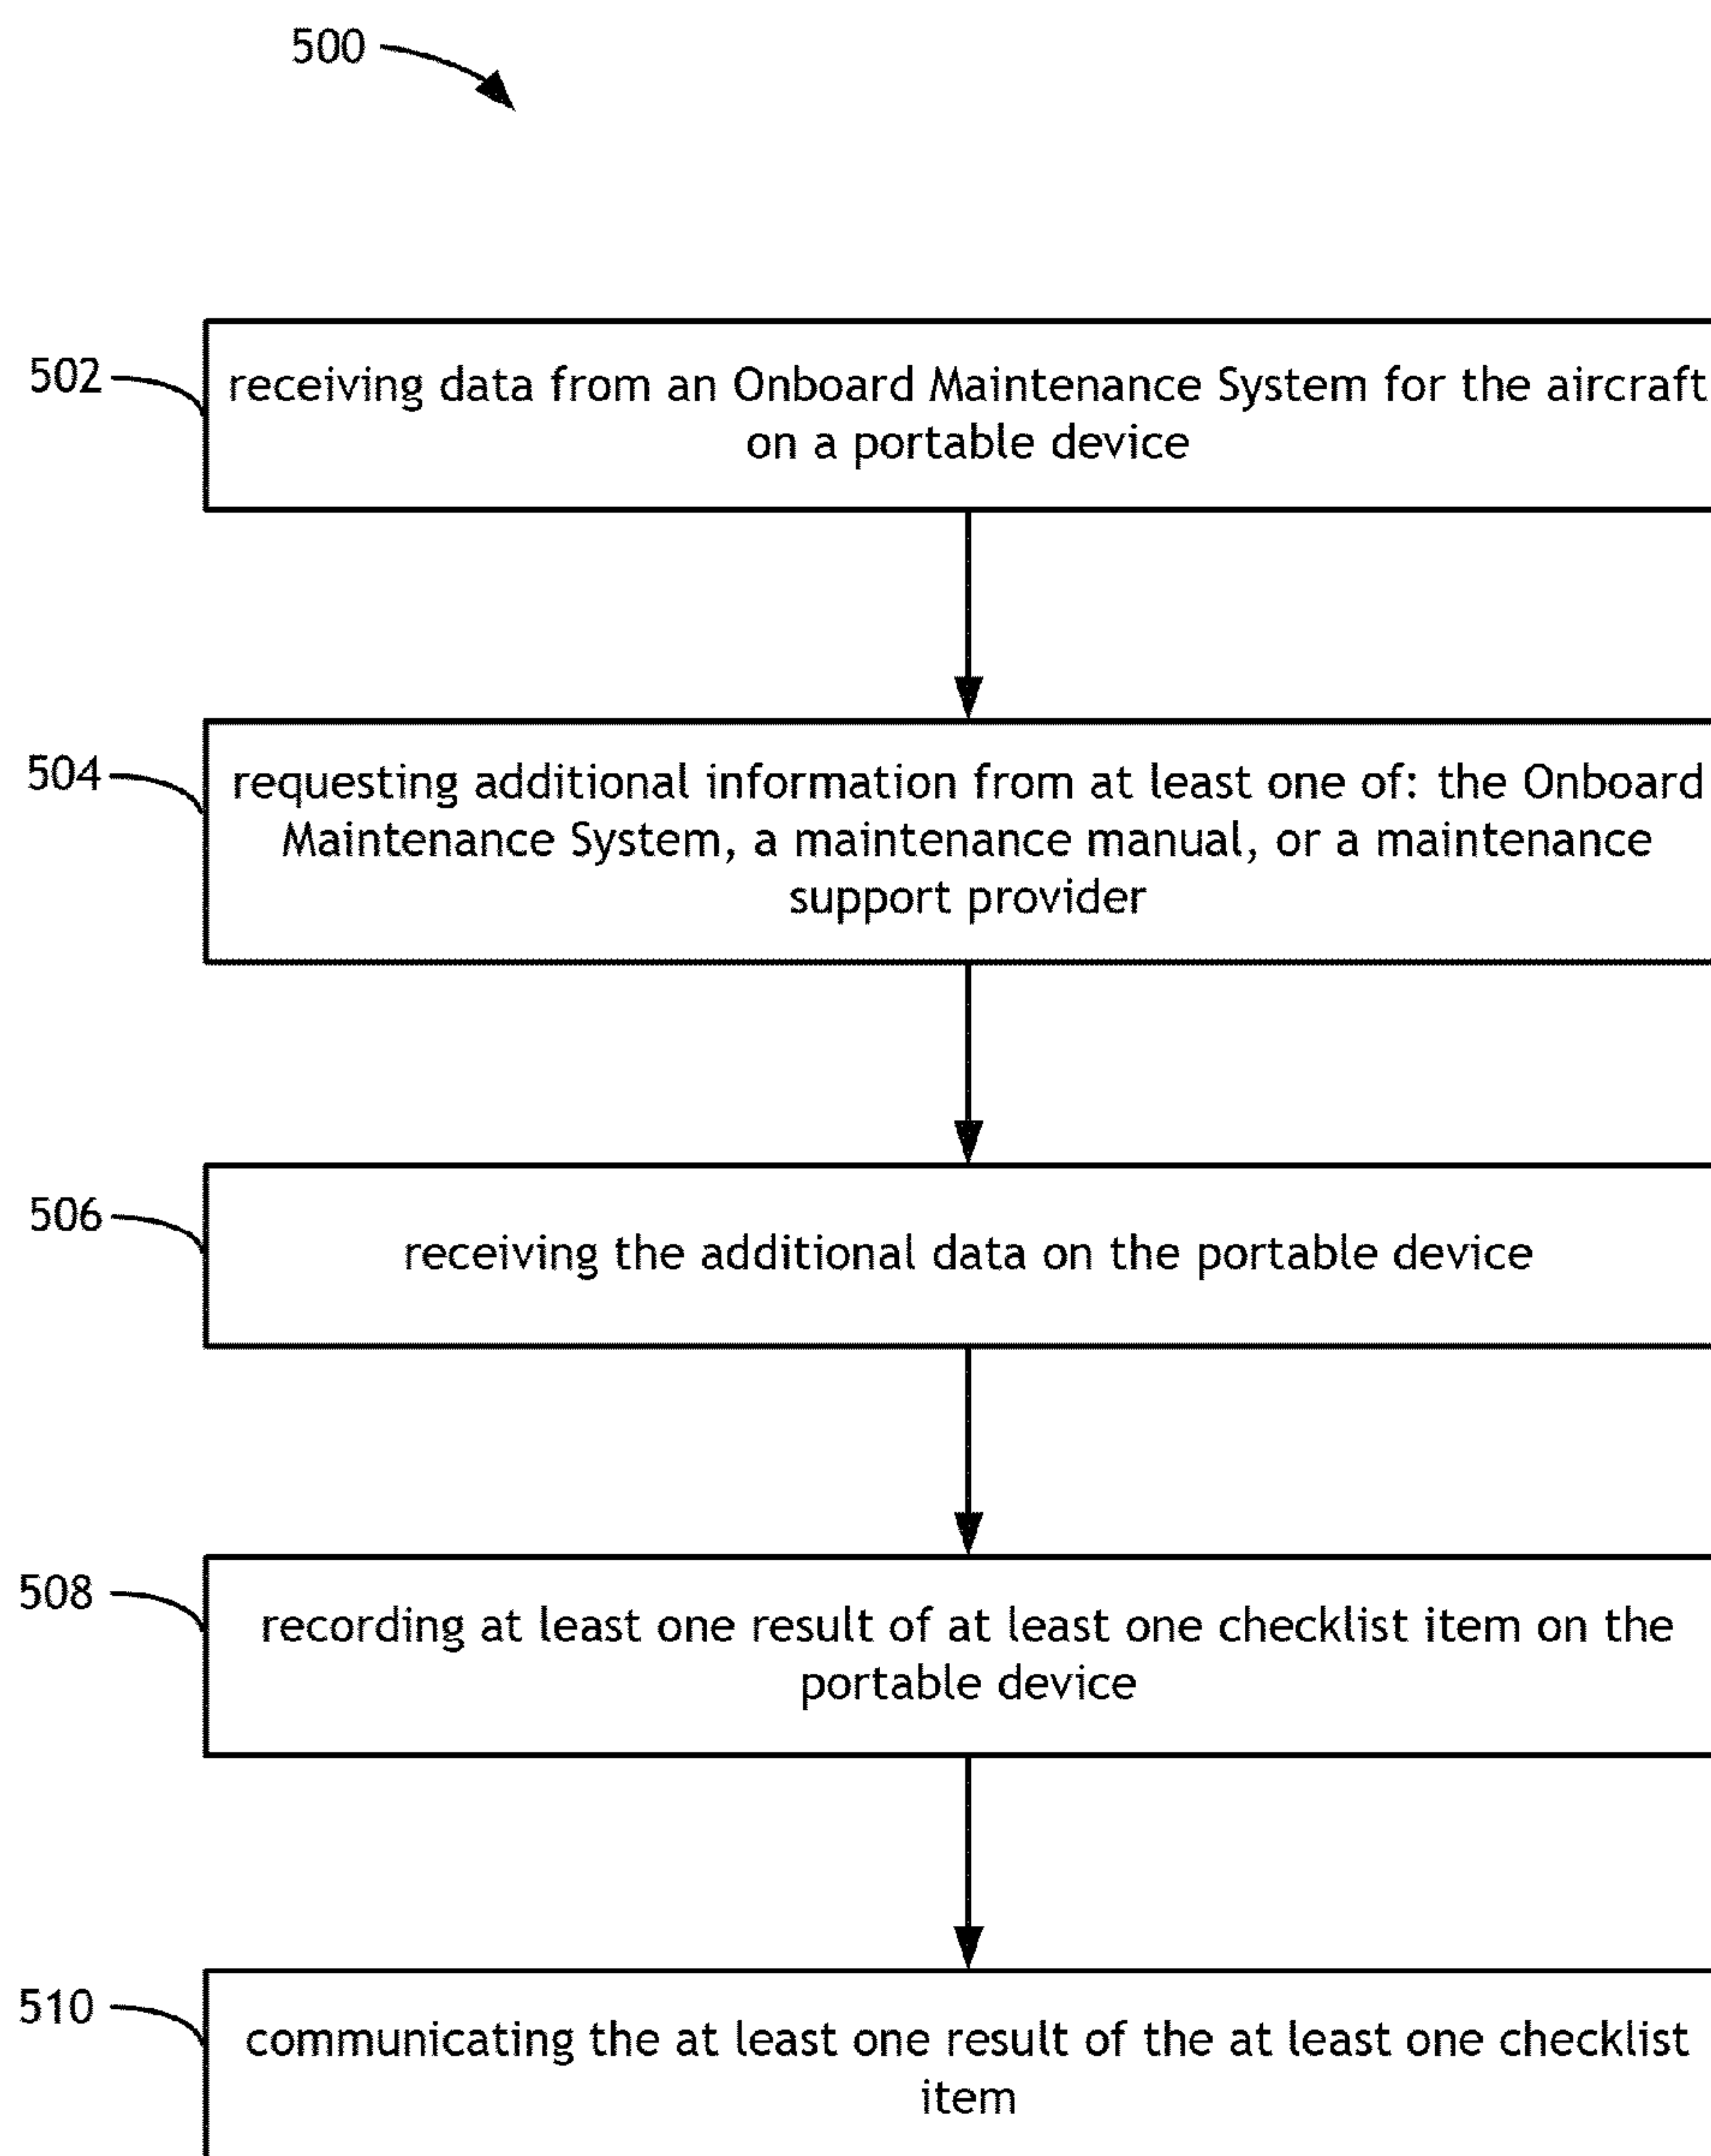 500
502
receiving data from an Onboard Maintenance System for the aircraft
on a portable device
504
requesting additional information from at least one of: the Onboard
Maintenance System, a maintenance manual, or a maintenance
support provider
506
receiving the additional data on the portable device
508
recording at least one result of at least one checklist item on the
portable device
510
communicating the at least one result of the at least one checklist
item